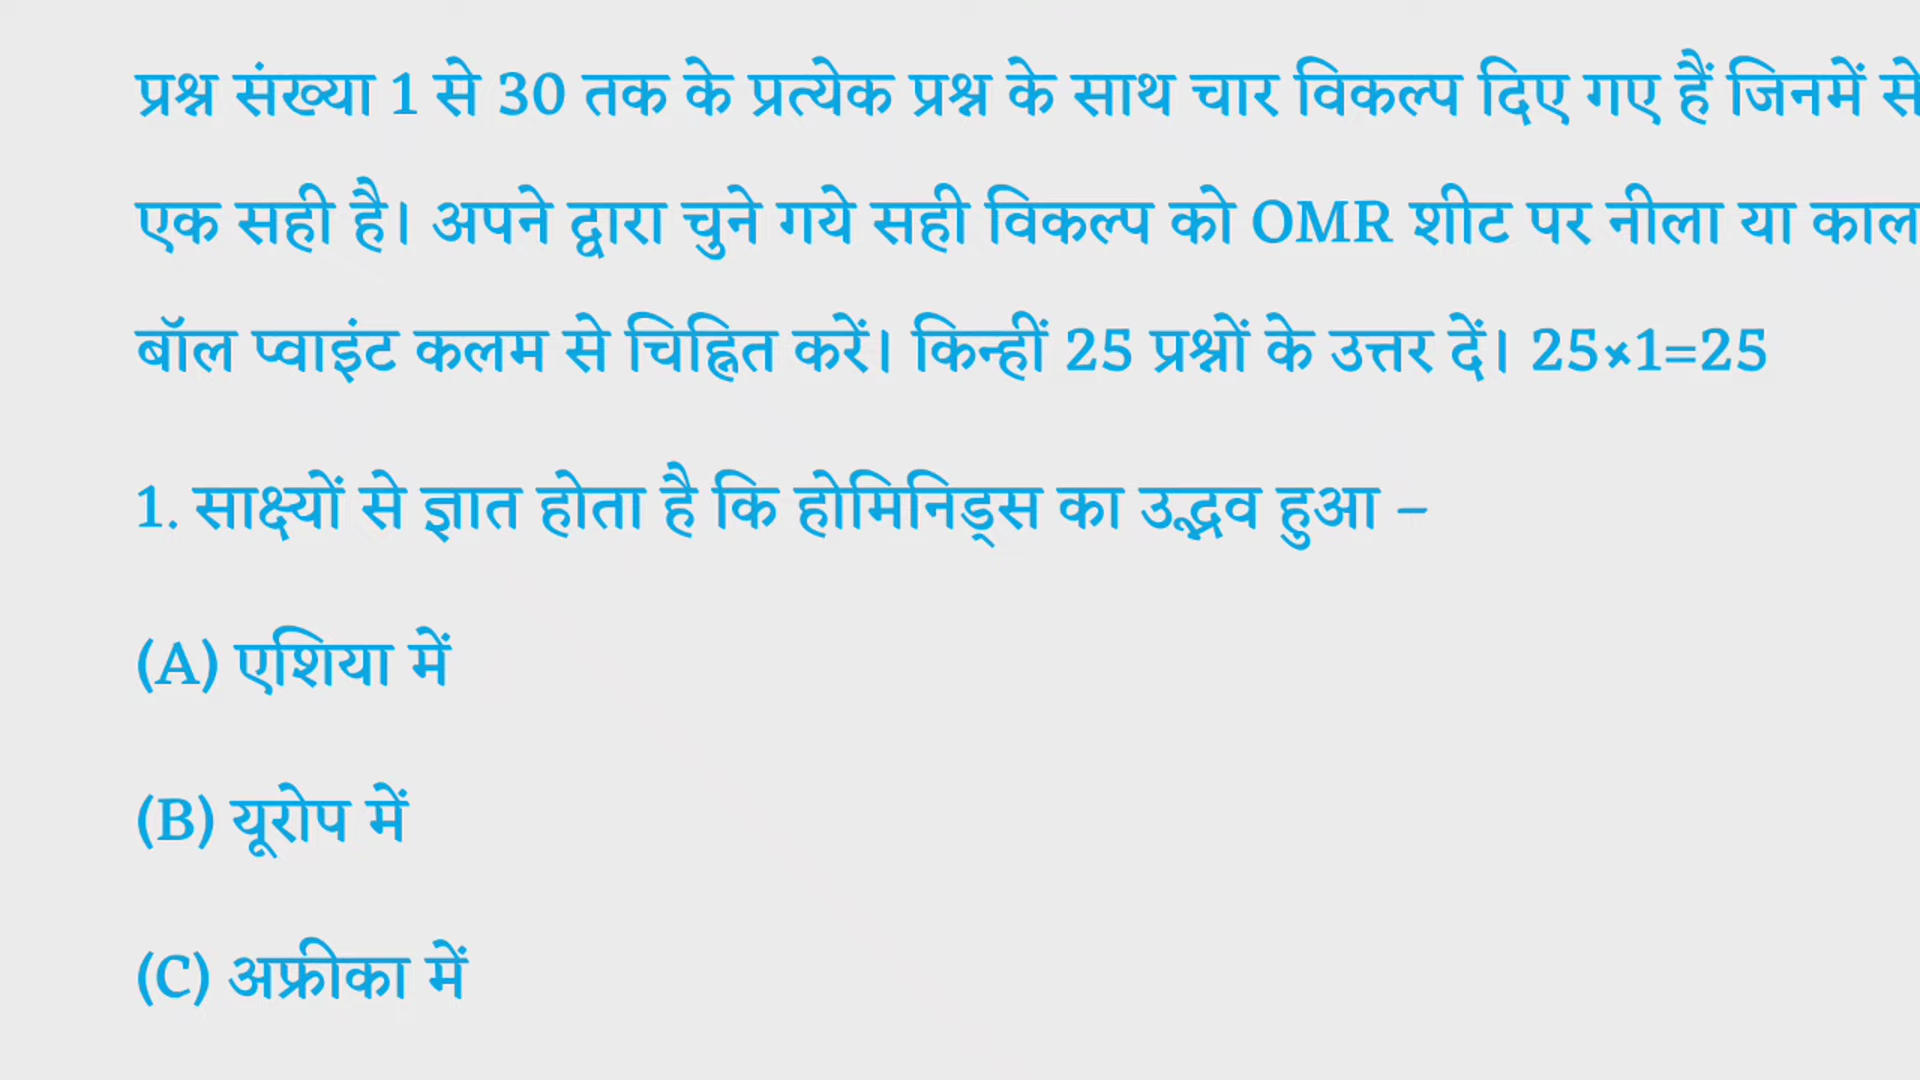 प्रश्न संख्या 1 से 30 तक के प्रत्येक प्रश्न के साथ चार विकल्प दिए गए हैं जिनमें से
एक सही है। अपने द्वारा चुने गये सही विकल्प को OMR शीट पर नीला या काल
बॉल प्वाइंट कलम से चिह्नित करें। किन्हीं 25 प्रश्नों के उत्तर दें। 25×1=25
1. साक्ष्यों से ज्ञात होता है कि होमिनिड्स का उद्भव हुआ –
(A) एशिया में
(B) यूरोप में
(C) अफ्रीका में